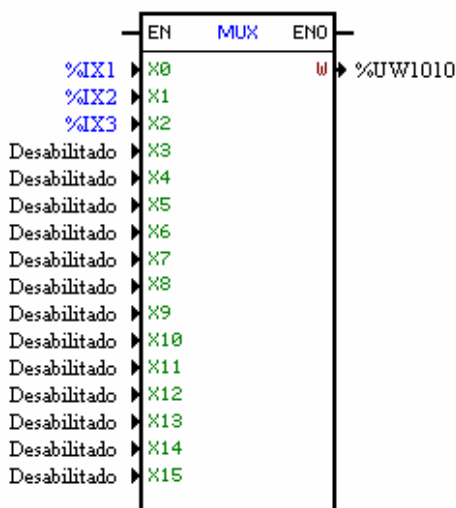 EN MUX ENO
%IX1 X0 W %UW1010
%IX2 X1
%IX3 X2
Desabilitado X3
Desabilitado X4
Desabilitado X5
Desabilitado X6
Desabilitado X7
Desabilitado X8
Desabilitado X9
Desabilitado X10
Desabilitado X11
Desabilitado X12
Desabilitado X13
Desabilitado X14
Desabilitado X15